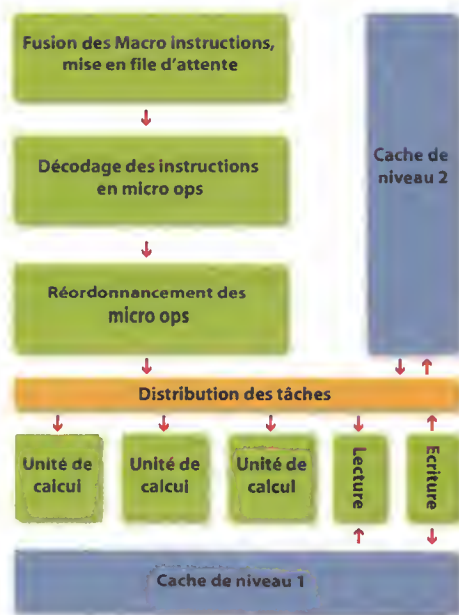 Fusion des Macro instructions,
mise en file d'attente
Décodage des instructions
en micro ops
Réordonnancement des
micro ops
Cache de
niveau 2
Distribution des tâches
Unité de
calcul
Unité de
calcul
Unité de
calcul
Lecture
Ecriture
Cache de niveau 1